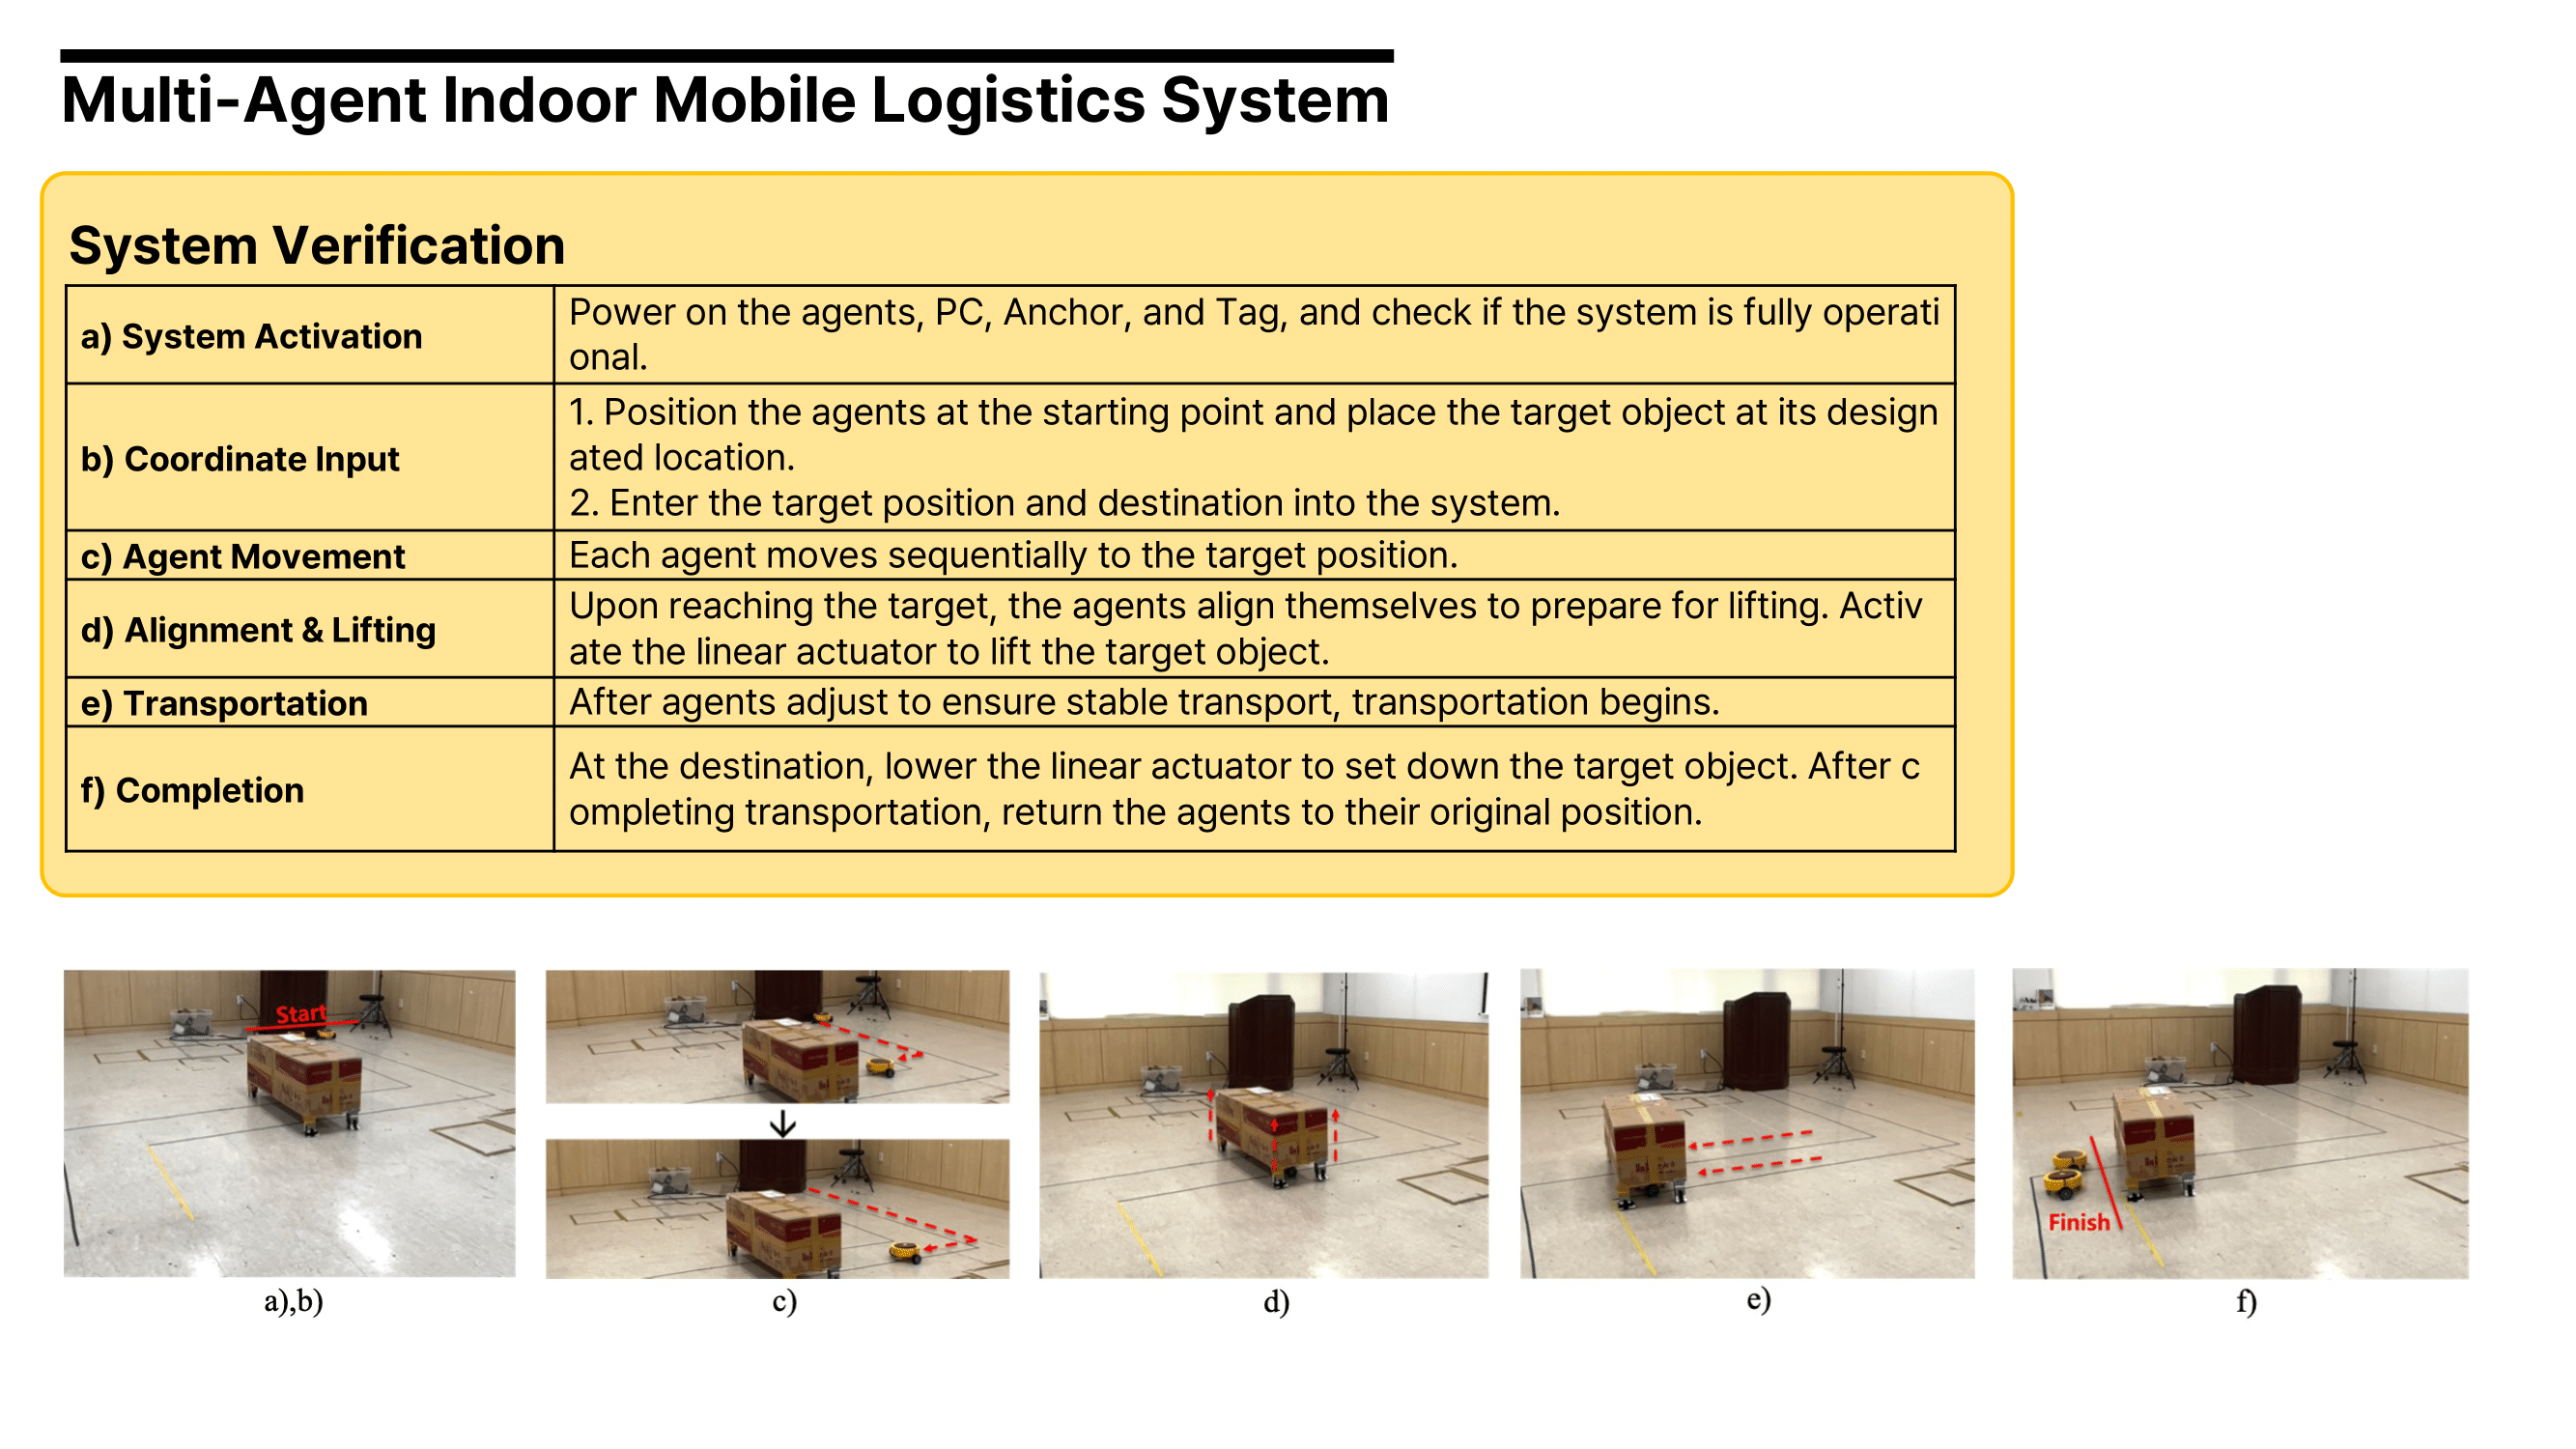 Multi-Agent Indoor Mobile Logistics System
System Verification
a) System Activation
Power on the agents, PC, Anchor, and Tag, and check if the system is fully operati
onal.
b) Coordinate Input
1. Position the agents at the starting point and place the target object at its design
ated location.
2. Enter the target position and destination into the system.
c) Agent Movement
Each agent moves sequentially to the target position.
d) Alignment & Lifting
Upon reaching the target, the agents align themselves to prepare for lifting. Activ
ate the linear actuator to lift the target object.
e) Transportation
After agents adjust to ensure stable transport, transportation begins.
f) Completion
At the destination, lower the linear actuator to set down the target object. After c
ompleting transportation, return the agents to their original position.
Start
Finish
a),b)
c)
d)
e)
f)